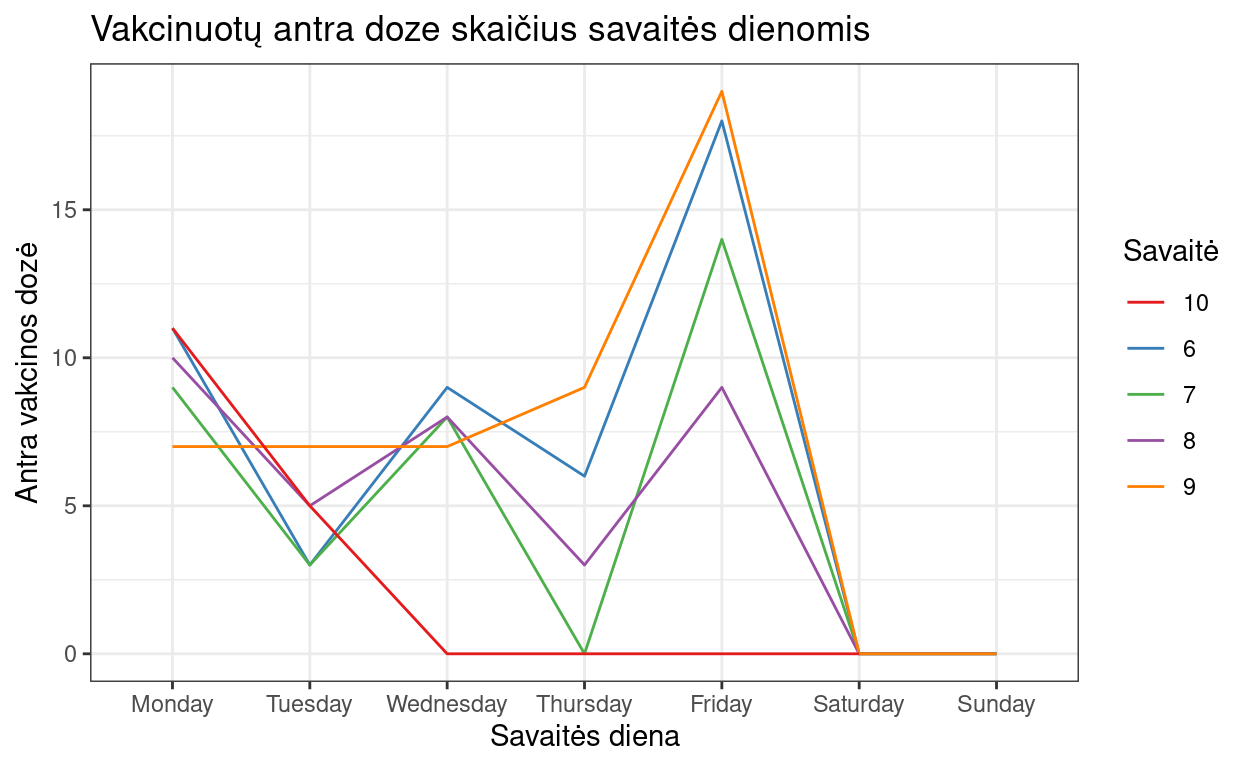 Vakcinuotų antra doze skaičius savaitės dienomis
Antra vakcinos dozė
15
10
5
0
Monday Tuesday Wednesday Thursday Friday Saturday Sunday
Savaitės diena
Savaitė
10
6
7
8
9